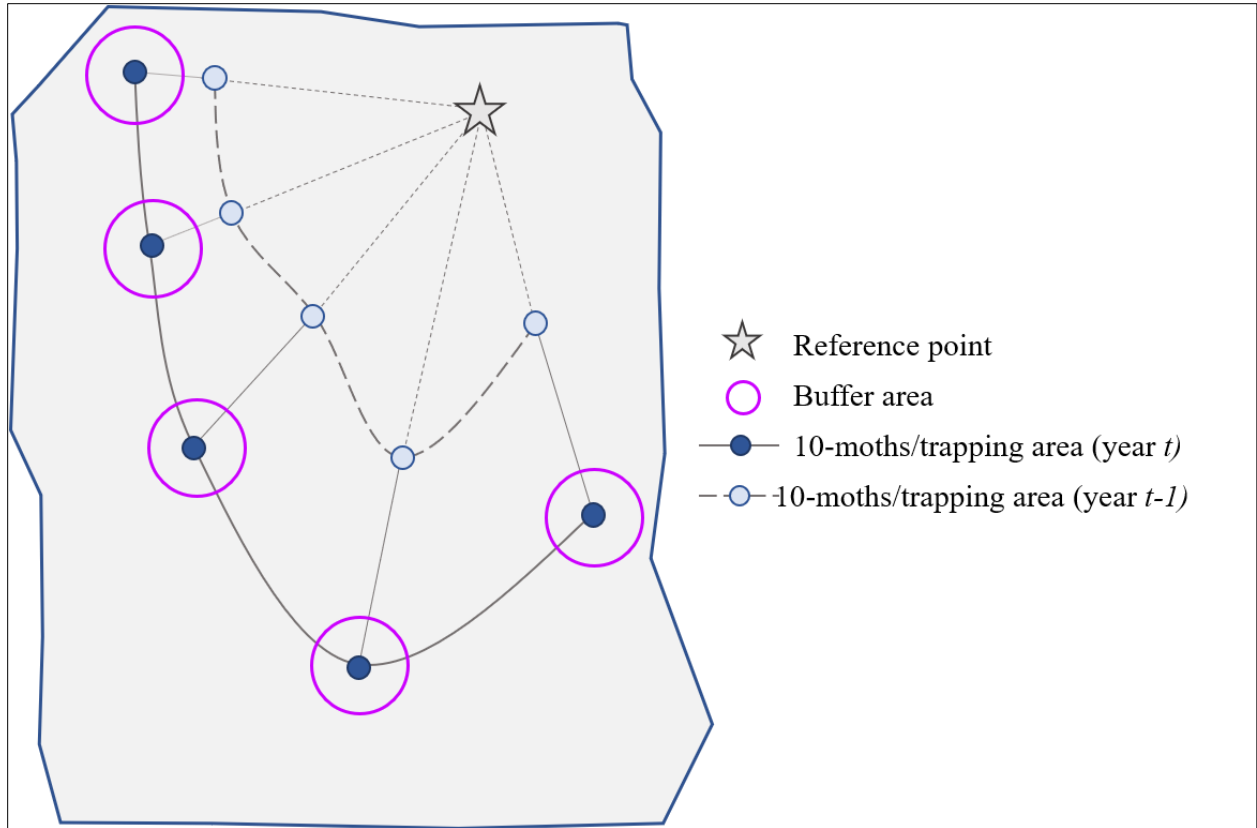 Reference point
Buffer area
10-moths/trapping area (year t)
10-moths/trapping area (year t-1)